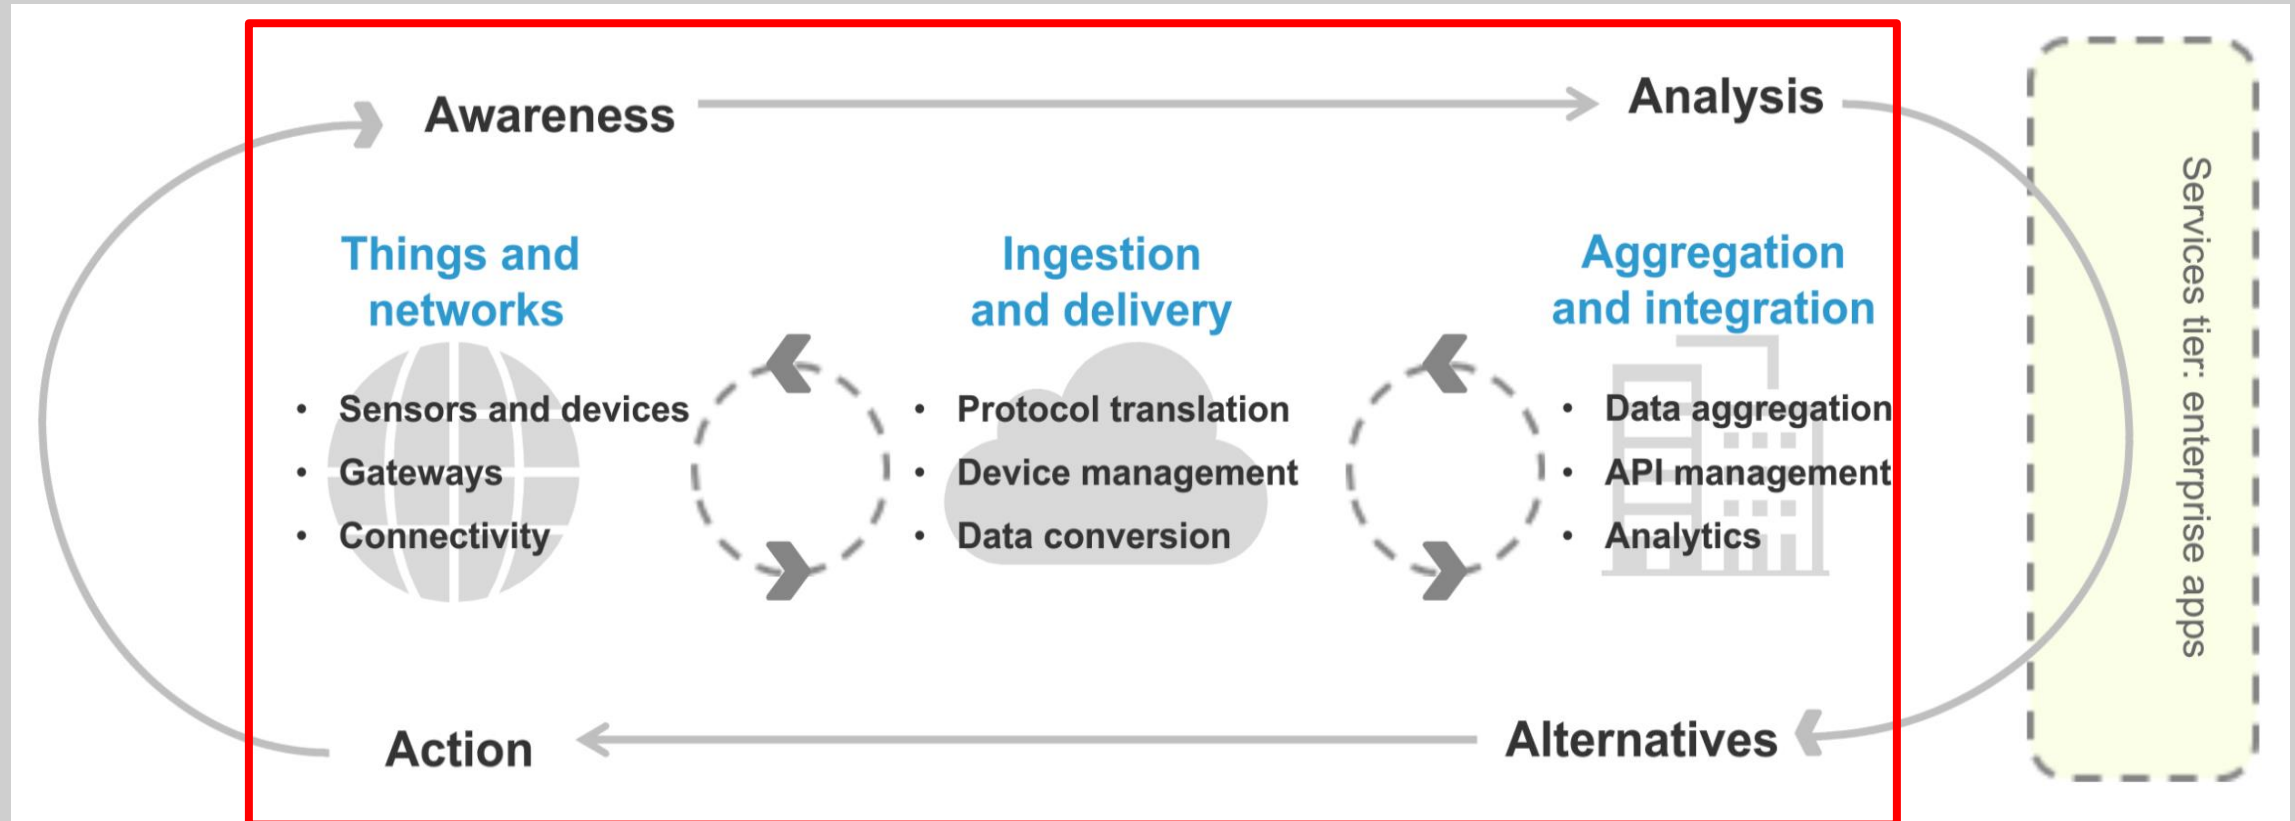 Awareness
Analysis
Things and
networks
• Sensors and devices
• Gateways
• Connectivity
Ingestion
and delivery
• Protocol translation
• Device management
• Data conversion
Aggregation
and integration
• Data aggregation
• API management
• Analytics
Action
Alternatives
Services tier: enterprise apps